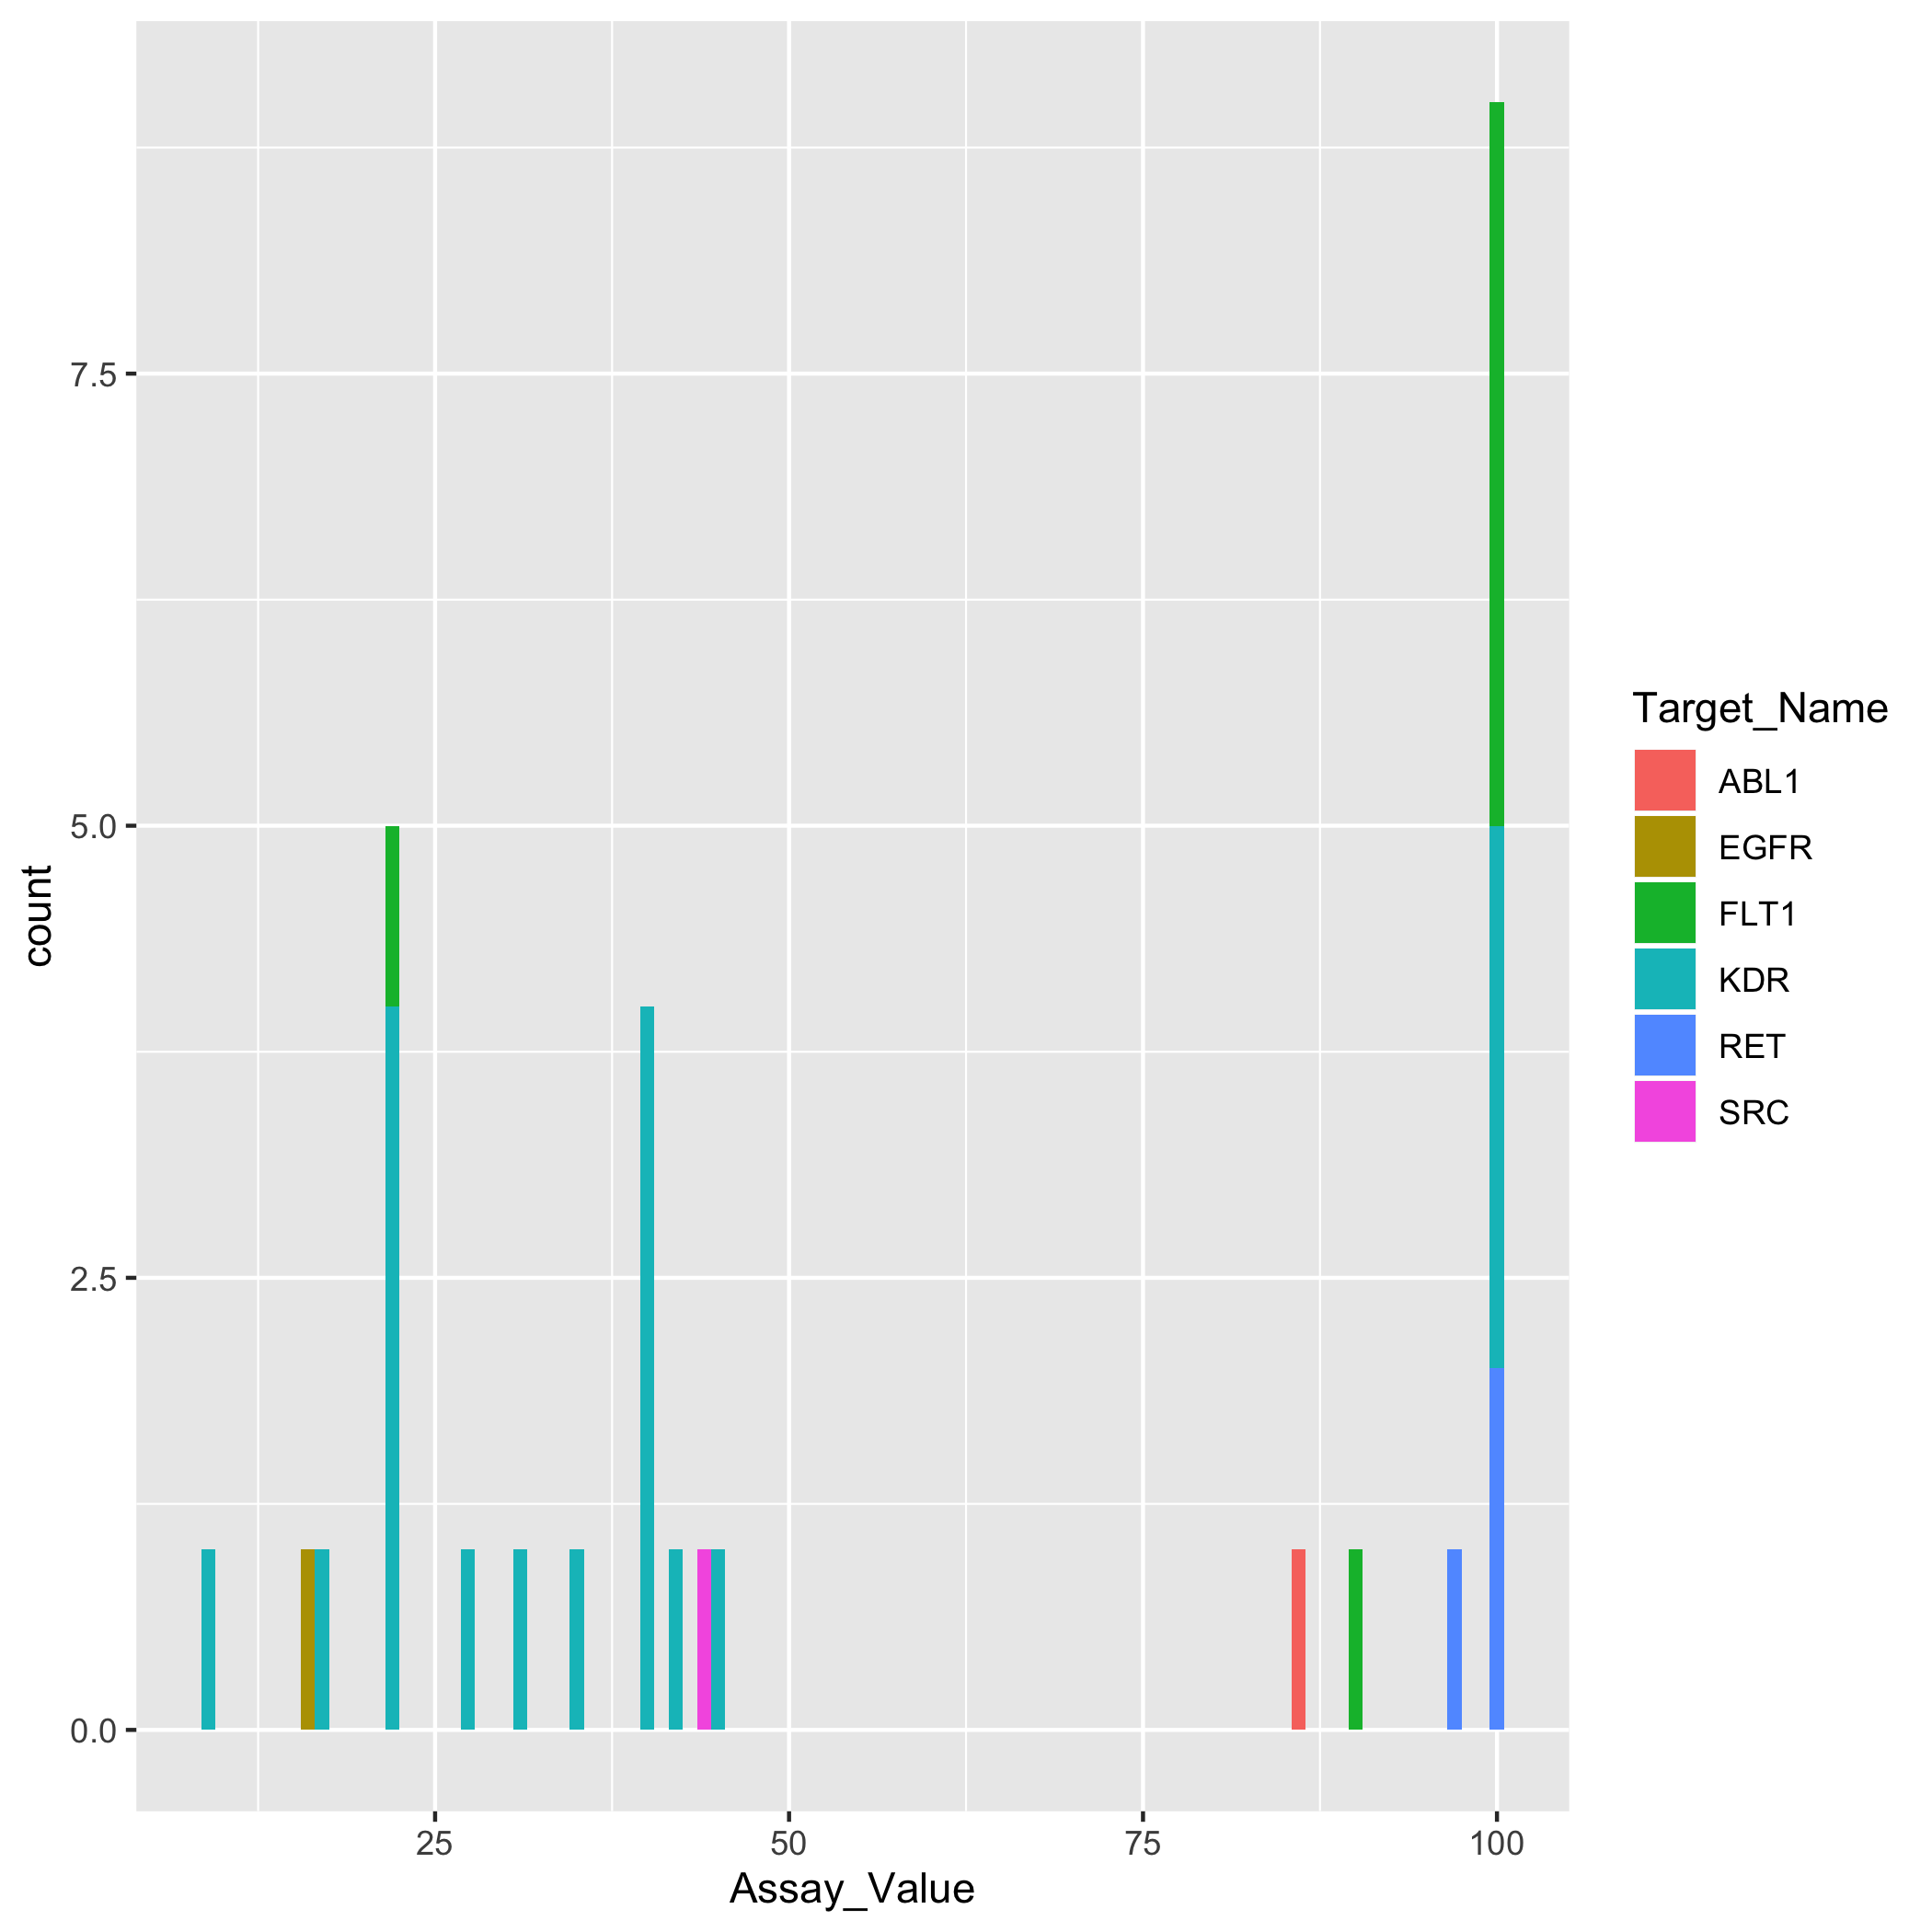 count
7.5
5.0
2.5
0.0
25 50 75 100
Assay_Value
Target_Name
ABL1
EGFR
FLT1
KDR
RET
SRC